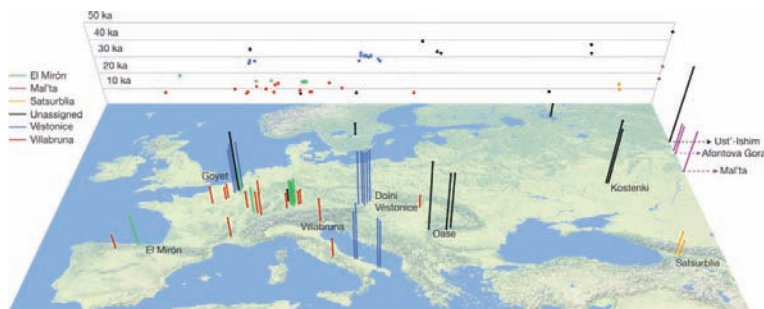 50 ka
40 ka
30 ka
20 ka
10 ka
El Mirón
Mal'ta
Satsurblia
Unassigned
Věstonice
Villabruna
Goyet
Dolni
Věstonice
Villabruna
Oase
El Mirón
Kostenki
Satsurblia
Ust'-Ishim
Afontova Gora
Mal'ta